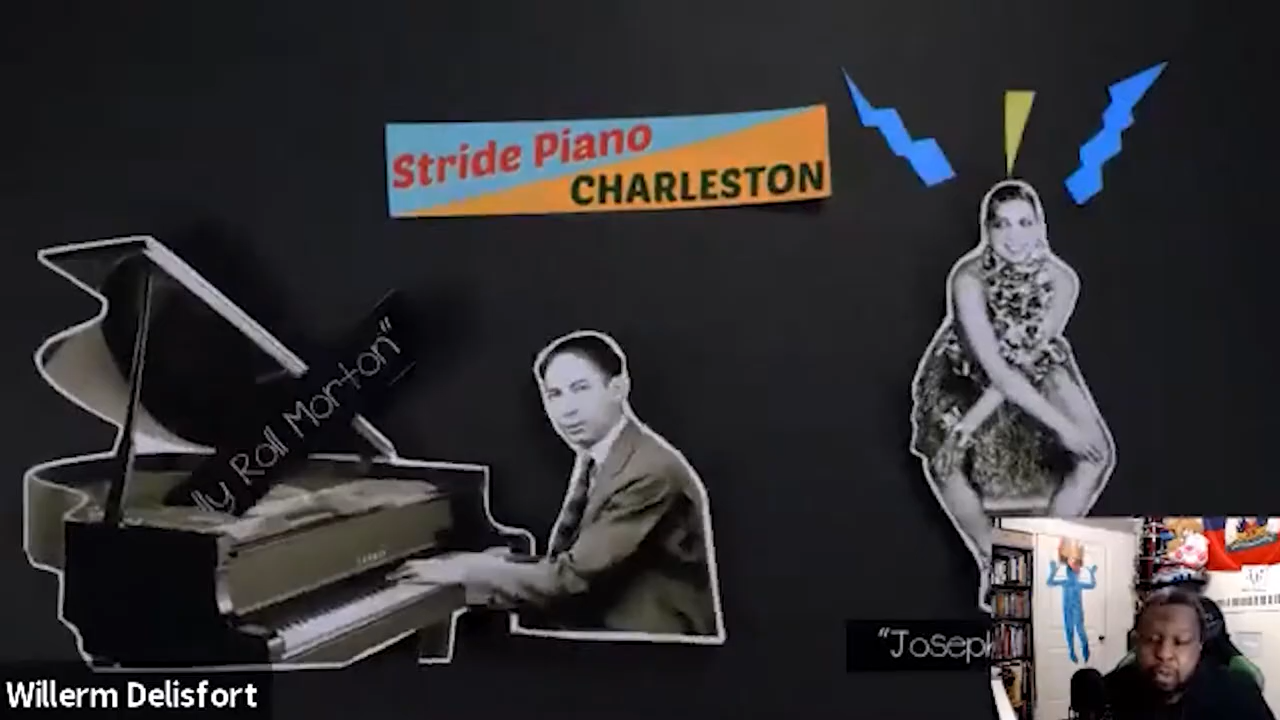 Stride Piano
CHARLESTON
Roll Morton"
"Joseph
Willerm Delisfort